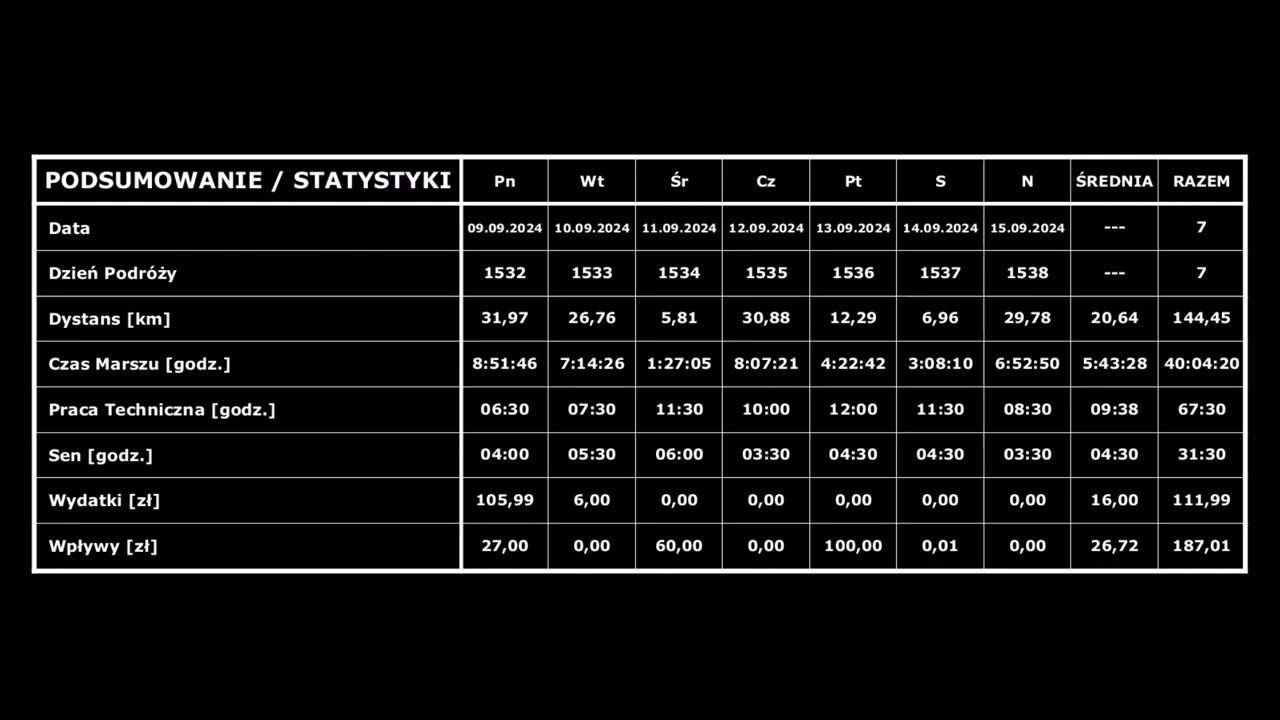 PODSUMOWANIE / STATYSTYKI Pn Wt Śr Cz Pt S N ŚREDNIA RAZEM
Data 09.09.2024 10.09.2024 11.09.2024 12.09.2024 13.09.2024 14.09.2024 15.09.2024 --- 7
Dzień Podróży 1532 1533 1534 1535 1536 1537 1538 --- 7
Dystans [km] 31,97 26,76 5,81 30,88 12,29 6,96 29,78 20,64 144,45
Czas Marszu [godz.] 8:51:46 7:14:26 1:27:05 8:07:21 4:22:42 3:08:10 6:52:50 5:43:28 40:04:20
Praca Techniczna [godz.] 06:30 07:30 11:30 10:00 12:00 11:30 08:30 09:38 67:30
Sen [godz.] 04:00 05:30 06:00 03:30 04:30 04:30 03:30 04:30 31:30
Wydatki [zł] 105,99 6,00 0,00 0,00 0,00 0,00 0,00 16,00 111,99
Wpływy [zł] 27,00 0,00 60,00 0,00 100,00 0,01 0,00 26,72 187,01